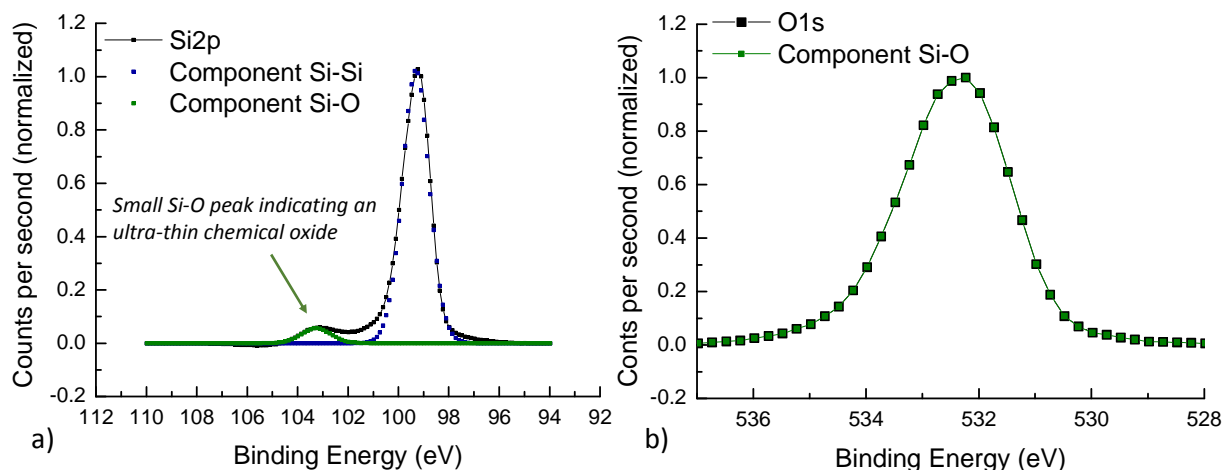 Counts per second (normalized)
1.2
1.0
0.8
0.6
0.4
0.2
0.0
-0.2
Si2p
Component Si-Si
Component Si-O
Small Si-O peak indicating an
ultra-thin chemical oxide
112 110 108 106 104 102 100 98 96 94 92
Binding Energy (eV)
a)
Conts per second (normalized)
1.2
1.0
0.8
0.6
0.4
0.2
0.0
-0.2
O1s
Component Si-O
536 534 532 530 528
Binding Energy (eV)
b)